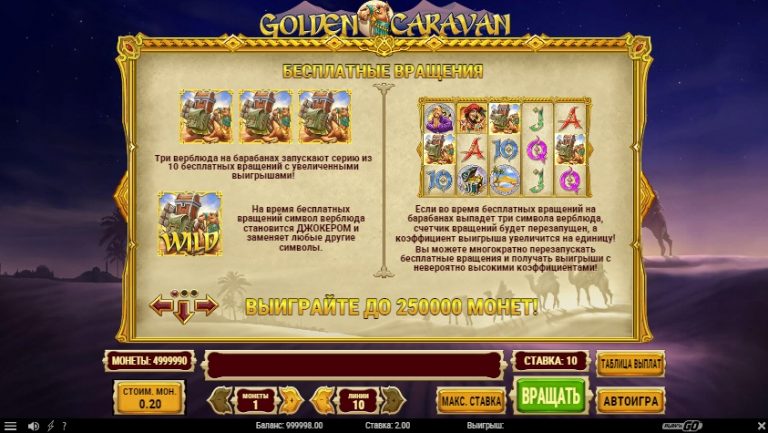 GOLDEN CARAVAN
БЕСПЛАТНЫЕ ВРАЩЕНИЯ
Три верблюда на барабанах запускают серию из
10 бесплатных вращений с увеличенными
выигрышами!
WILD
На время бесплатных
вращений символ верблюда
становится ДЖОКЕРОМ и
заменяет любые другие
символы.
J A
A 10 Q
10 J Q
Если во время бесплатных вращений на
барабанах выпадет три символа верблюда,
счетчик вращений будет перезапущен, а
коэффициент выигрыша увеличится на единицу!
Вы можете многократно перезапускать
бесплатные вращения и получать выигрыши с
невероятно высокими коэффициентами!
ВЫИГРАЙТЕ ДО 250000 МОНЕТ!
МОНЕТЫ: 4999990
СТАВКА: 10
ТАБЛИЦА ВЫПЛАТ
СТОИМ. МОН.
0.20
МОНЕТЫ
1
ЛИНИИ
10
МАКС. СТАВКА
ВРАЩАТЬ
АВТОИГРА
? Баланс: 999998.00 Ставка: 2.00 Выигрыш: PLAY'N GO